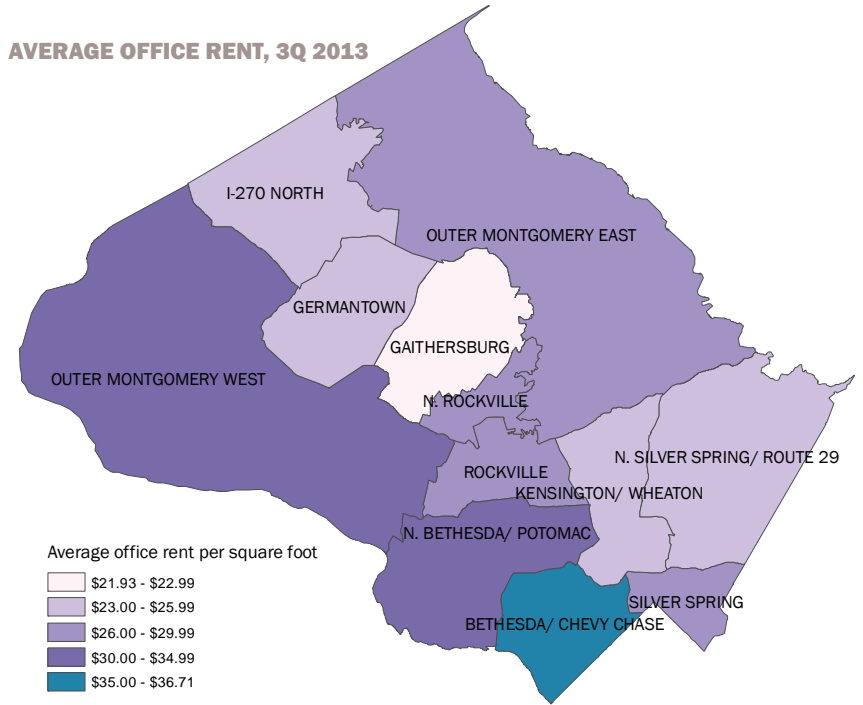 AVERAGE OFFICE RENT, 3Q 2013
I-270 NORTH
OUTER MONTGOMERY EAST
GERMANTOWN
GAITHERSBURG
OUTER MONTGOMERY WEST
N. ROCKVILLE
N. SILVER SPRING/ ROUTE 29
ROCKVILLE
KENSINGTON/ WHEATON
N. BETHESDA/ POTOMAC
SILVER SPRING
BETHESDA/ CHEVY CHASE
Average office rent per square foot
$21.93 - $22.99
$23.00 - $25.99
$26.00 - $29.99
$30.00 - $34.99
$35.00 - $36.71